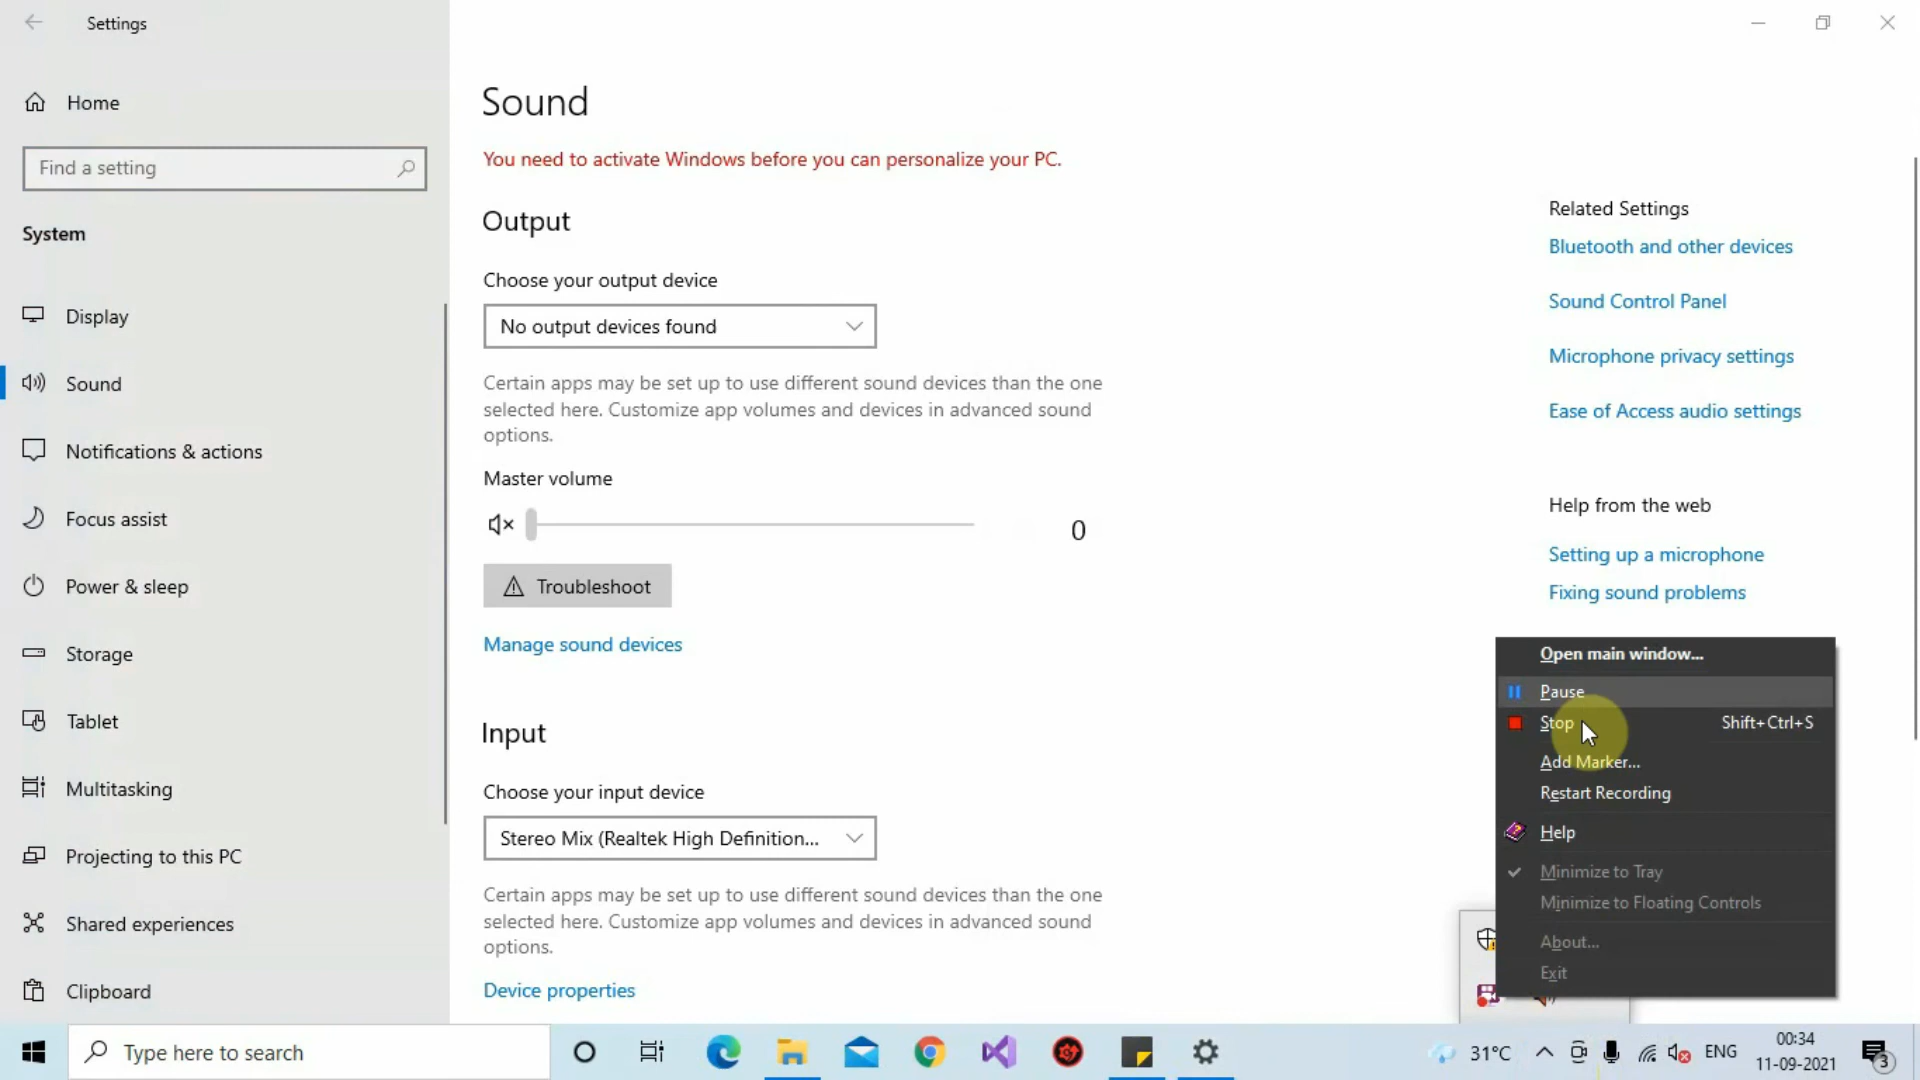 Settings
Home
Find a setting
System
Display
Sound
Notifications & actions
Focus assist
Power & sleep
Storage
Tablet
Multitasking
Projecting to this PC
Shared experiences
Clipboard
Sound
You need to activate Windows before you can personalize your PC.
Output
Choose your output device
No output devices found
Certain apps may be set up to use different sound devices than the one
selected here. Customize app volumes and devices in advanced sound
options.
Master volume
0
Troubleshoot
Manage sound devices
Input
Choose your input device
Stereo Mix (Realtek High Definition...
Certain apps may be set up to use different sound devices than the one
selected here. Customize app volumes and devices in advanced sound
options.
Device properties
Related Settings
Bluetooth and other devices
Sound Control Panel
Microphone privacy settings
Ease of Access audio settings
Help from the web
Setting up a microphone
Fixing sound problems
Open main window...
Pause
Stop Shift+Ctrl+S
Add Marker...
Restart Recording
Help
Minimize to Tray
Minimize to Floating Controls
About...
Exit
Type here to search
31°C
ENG
00:34
11-09-2021
3